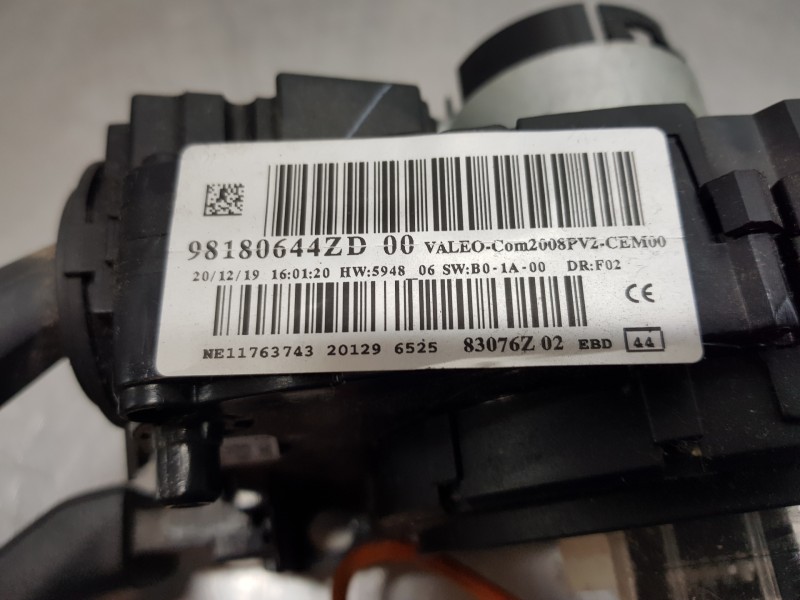 98180644ZD 00 VALEO-Com2008PV2-CEM00
20/12/19 16:01:20 HW:5948_06 SW:B0-1A-00 DR:F02
CE
NE11763743 20129 6525 83076Z 02 EBD 44